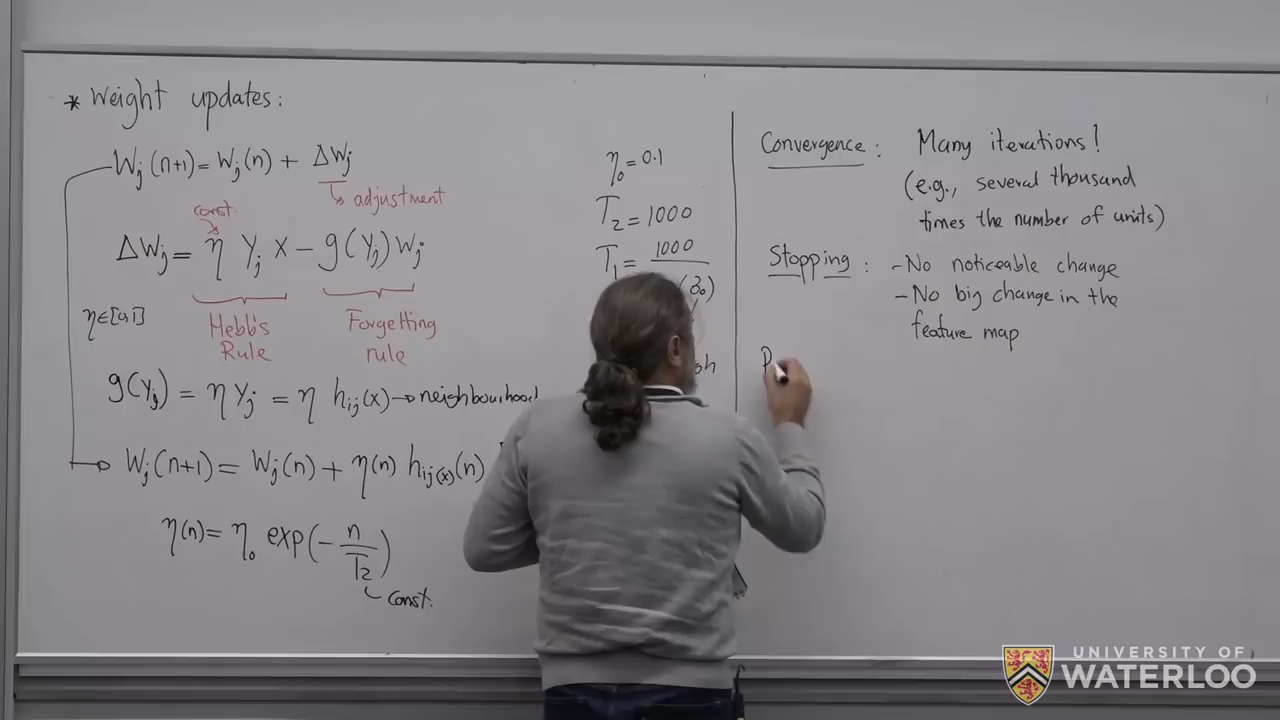 * Weight updates:
Wj(n+1) = Wj(n) + ΔWj
↳ adjustment
const.
ΔWj = η Yj X − g(Yj) Wj
η∈[0,1]
Hebb's
Rule
Forgetting
rule
g(Yj) = η Yj = η hij(x) → neighbourhood
Wj(n+1) = Wj(n) + η(n) hij(x)(n)
η(n) = η0 exp(− n/T2)
const.
η0 = 0.1
T2 = 1000
T1 = 1000
(σ0)
Convergence: Many iterations!
(e.g., several thousand
times the number of units)
Stopping: - No noticeable change
- No big change in the
feature map
UNIVERSITY OF
WATERLOO